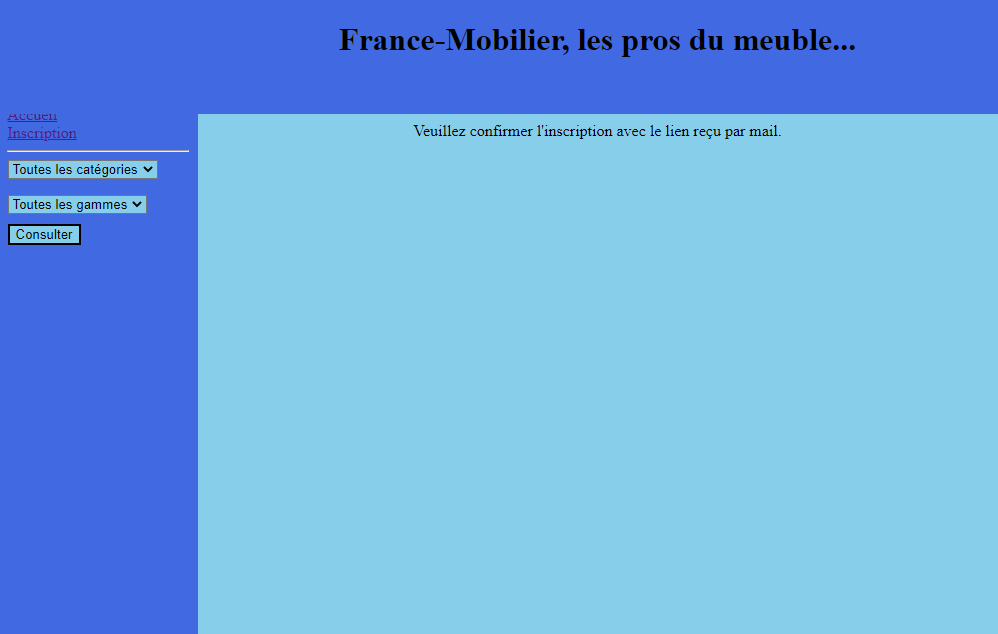 France-Mobilier, les pros du meuble...
Accueil
Inscription
Veuillez confirmer l'inscription avec le lien reçu par mail.
Toutes les catégories
Toutes les gammes
Consulter